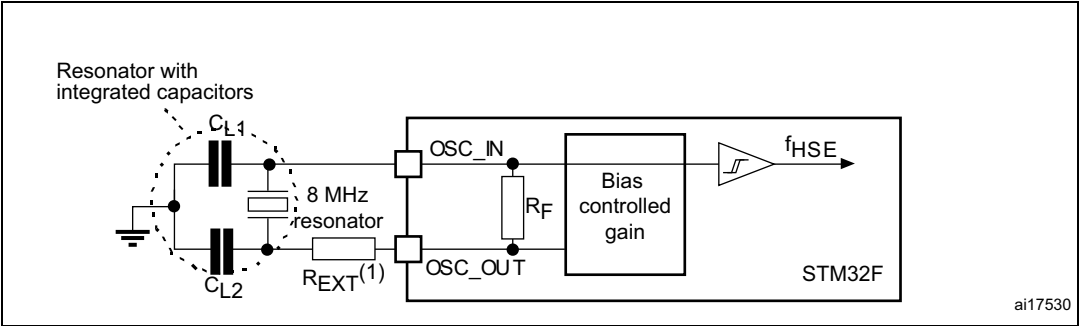 Resonator with
integrated capacitors
CL1
OSC_IN
fHSE
8 MHz
resonator
RF
Bias
controlled
gain
REXT(1)
OSC_OUT
STM32F
CL2
ai17530